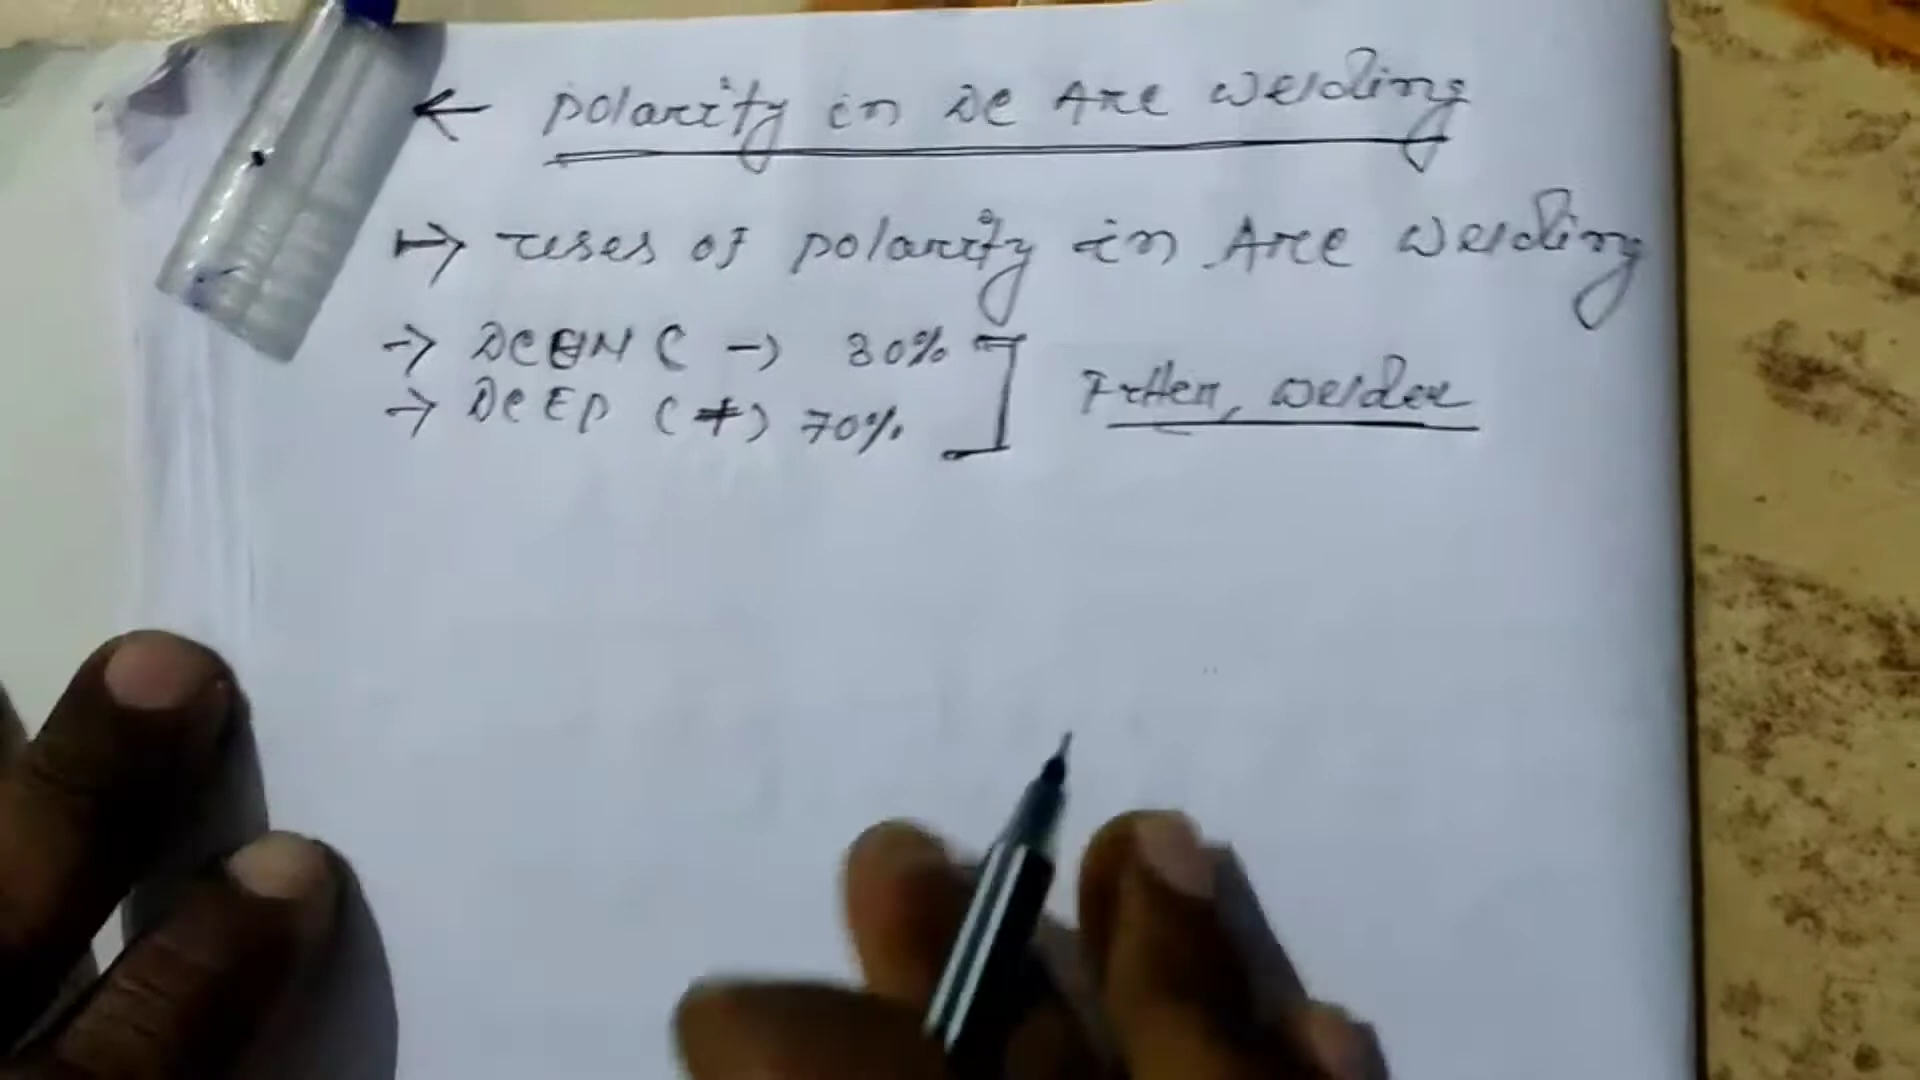 ← Polarity in DC Arc welding
↦ uses of polarity in Arc welding
→ DCEN (-) 30%
→ DCEP (+) 70%
Fitter, welder